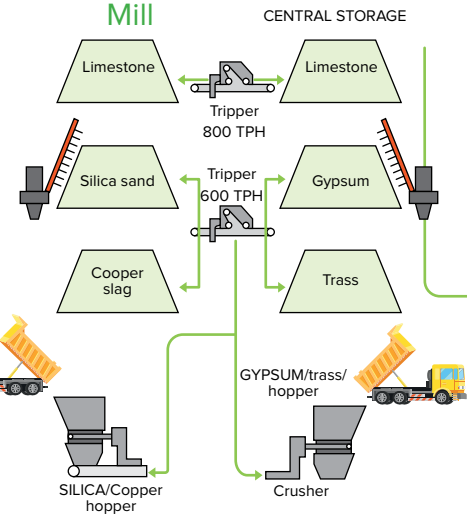 Mill
CENTRAL STORAGE
Limestone
Limestone
Tripper
800 TPH
Silica sand
Tripper
600 TPH
Gypsum
Cooper
slag
Trass
GYPSUM/trass/
hopper
SILICA/Copper
hopper
Crusher